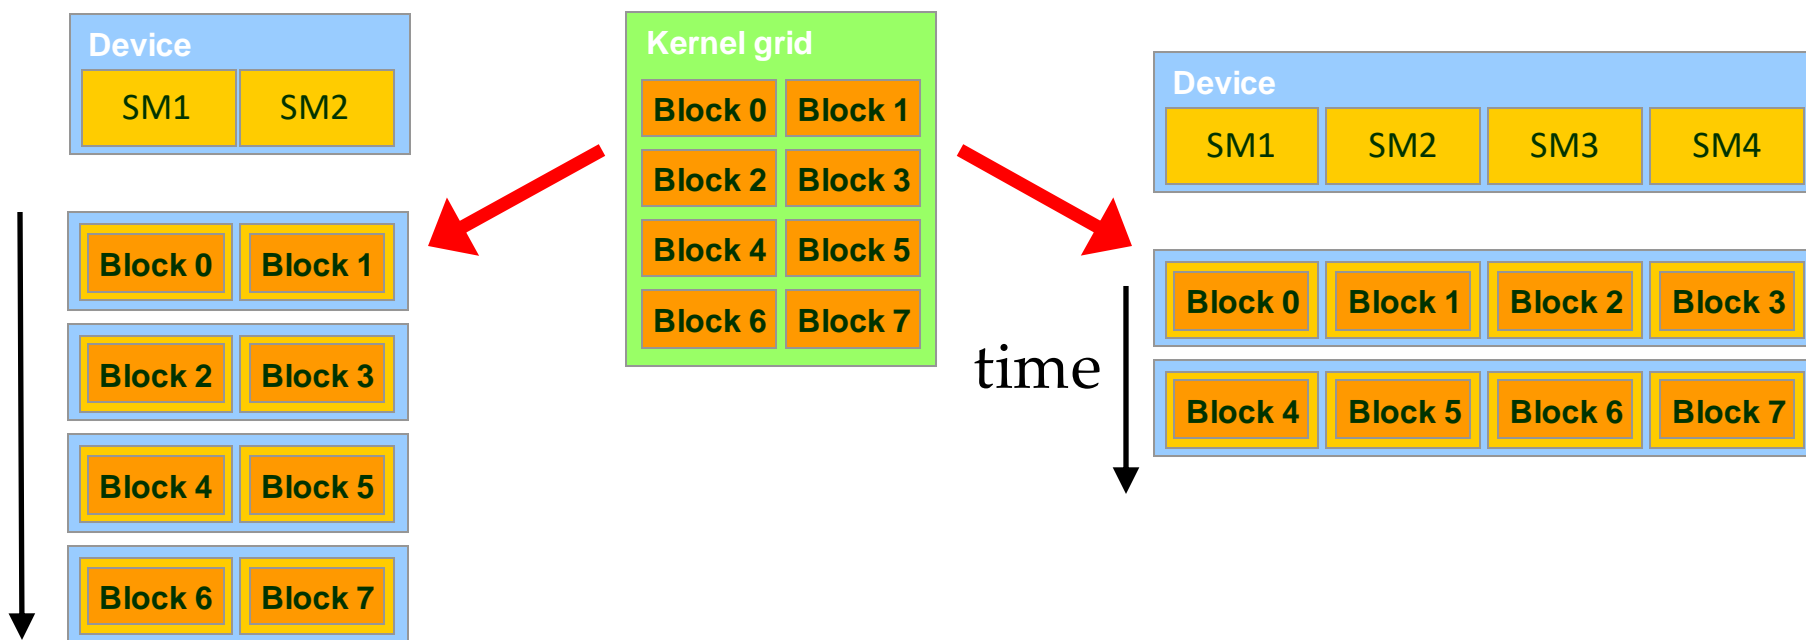 Device
SM1 SM2
Block 0 Block 1
Block 2 Block 3
Block 4 Block 5
Block 6 Block 7
Kernel grid
Block 0 Block 1
Block 2 Block 3
Block 4 Block 5
Block 6 Block 7
time
Device
SM1 SM2 SM3 SM4
Block 0 Block 1 Block 2 Block 3
Block 4 Block 5 Block 6 Block 7